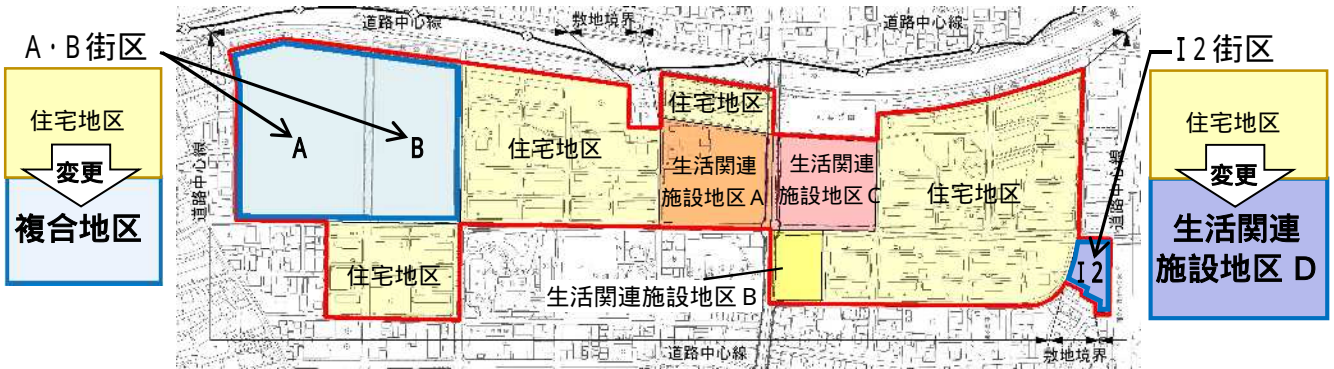 A・B街区
住宅地区
変更
複合地区
道路中心線
敷地境界
道路中心線
道路中心線
A
B
住宅地区
住宅地区
住宅地区
生活関連
施設地区A
生活関連
施設地区C
住宅地区
生活関連施設地区B
道路中心線
敷地境界
道路中心線
I2
I2街区
住宅地区
変更
生活関連
施設地区D